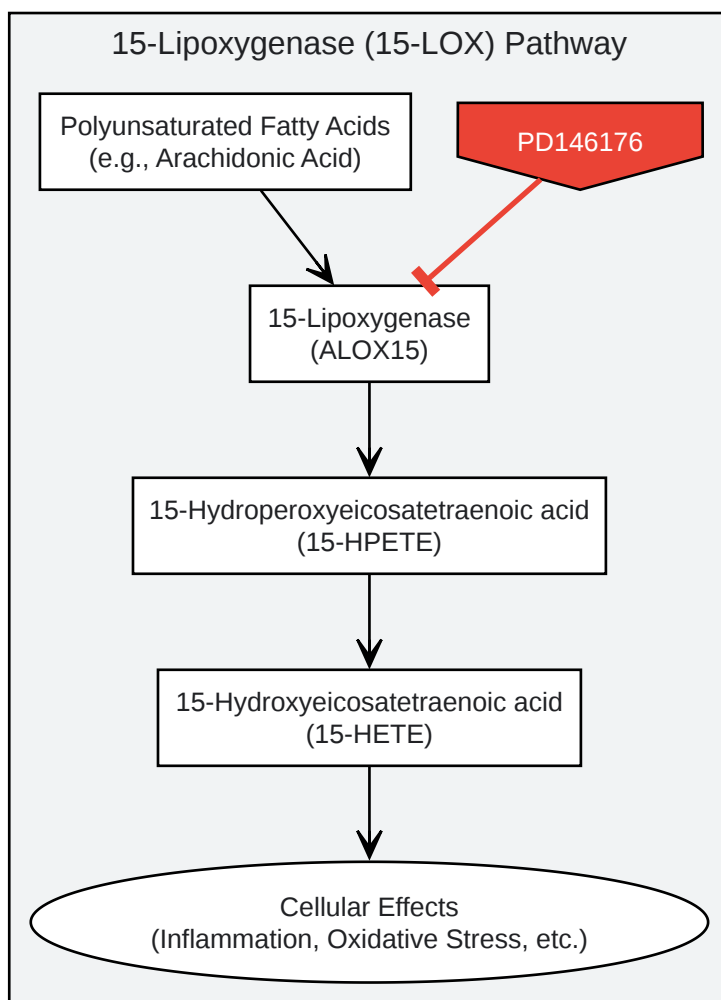 15-Lipoxygenase (15-LOX) Pathway
Polyunsaturated Fatty Acids
(e.g., Arachidonic Acid)
PD146176
15-Lipoxygenase
(ALOX15)
15-Hydroperoxyeicosatetraenoic acid
(15-HPETE)
15-Hydroxyeicosatetraenoic acid
(15-HETE)
Cellular Effects
(Inflammation, Oxidative Stress, etc.)